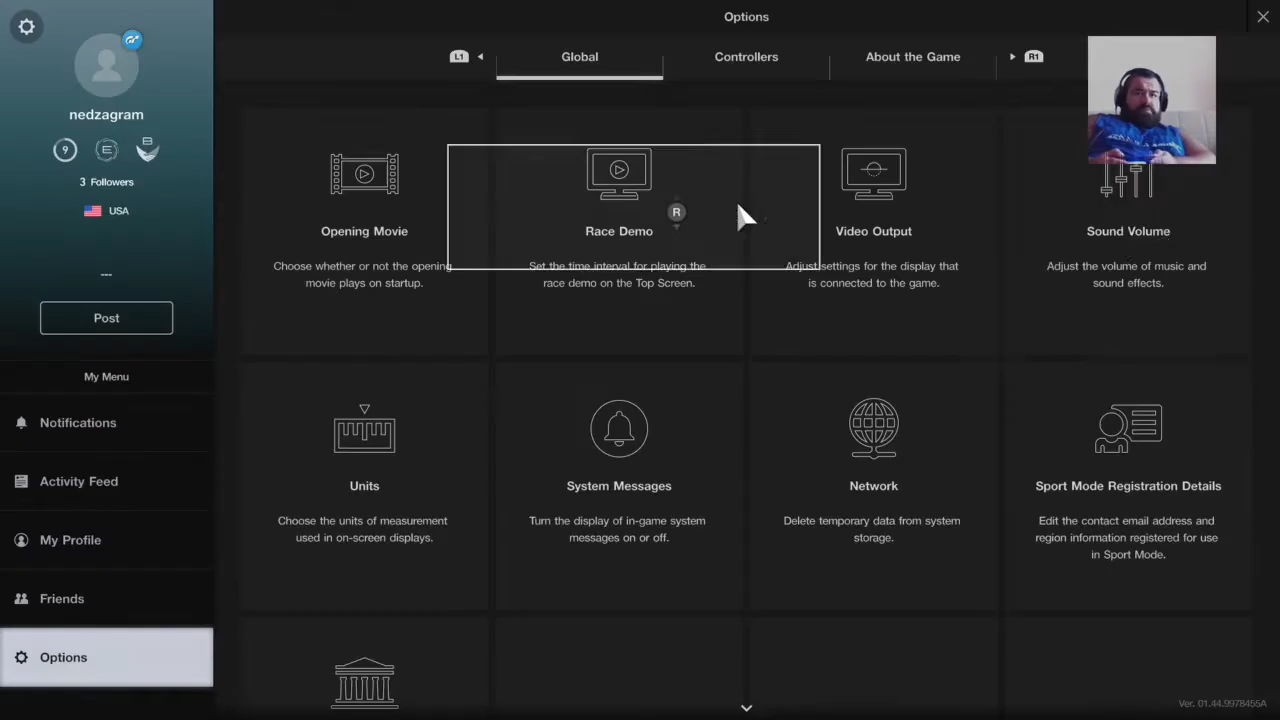 Options
L1
Global
Controllers
About the Game
R1
nedzagram
9
E
B
3 Followers
USA
---
Post
My Menu
Notifications
Activity Feed
My Profile
Friends
Options
R
Opening Movie
Choose whether or not the opening
movie plays on startup.
Race Demo
Set the time interval for playing the
race demo on the Top Screen.
Video Output
Adjust settings for the display that
is connected to the game.
Sound Volume
Adjust the volume of music and
sound effects.
Units
Choose the units of measurement
used in on-screen displays.
System Messages
Turn the display of in-game system
messages on or off.
Network
Delete temporary data from system
storage.
Sport Mode Registration Details
Edit the contact email address and
region information registered for use
in Sport Mode.
Ver. 01.44.9978455A